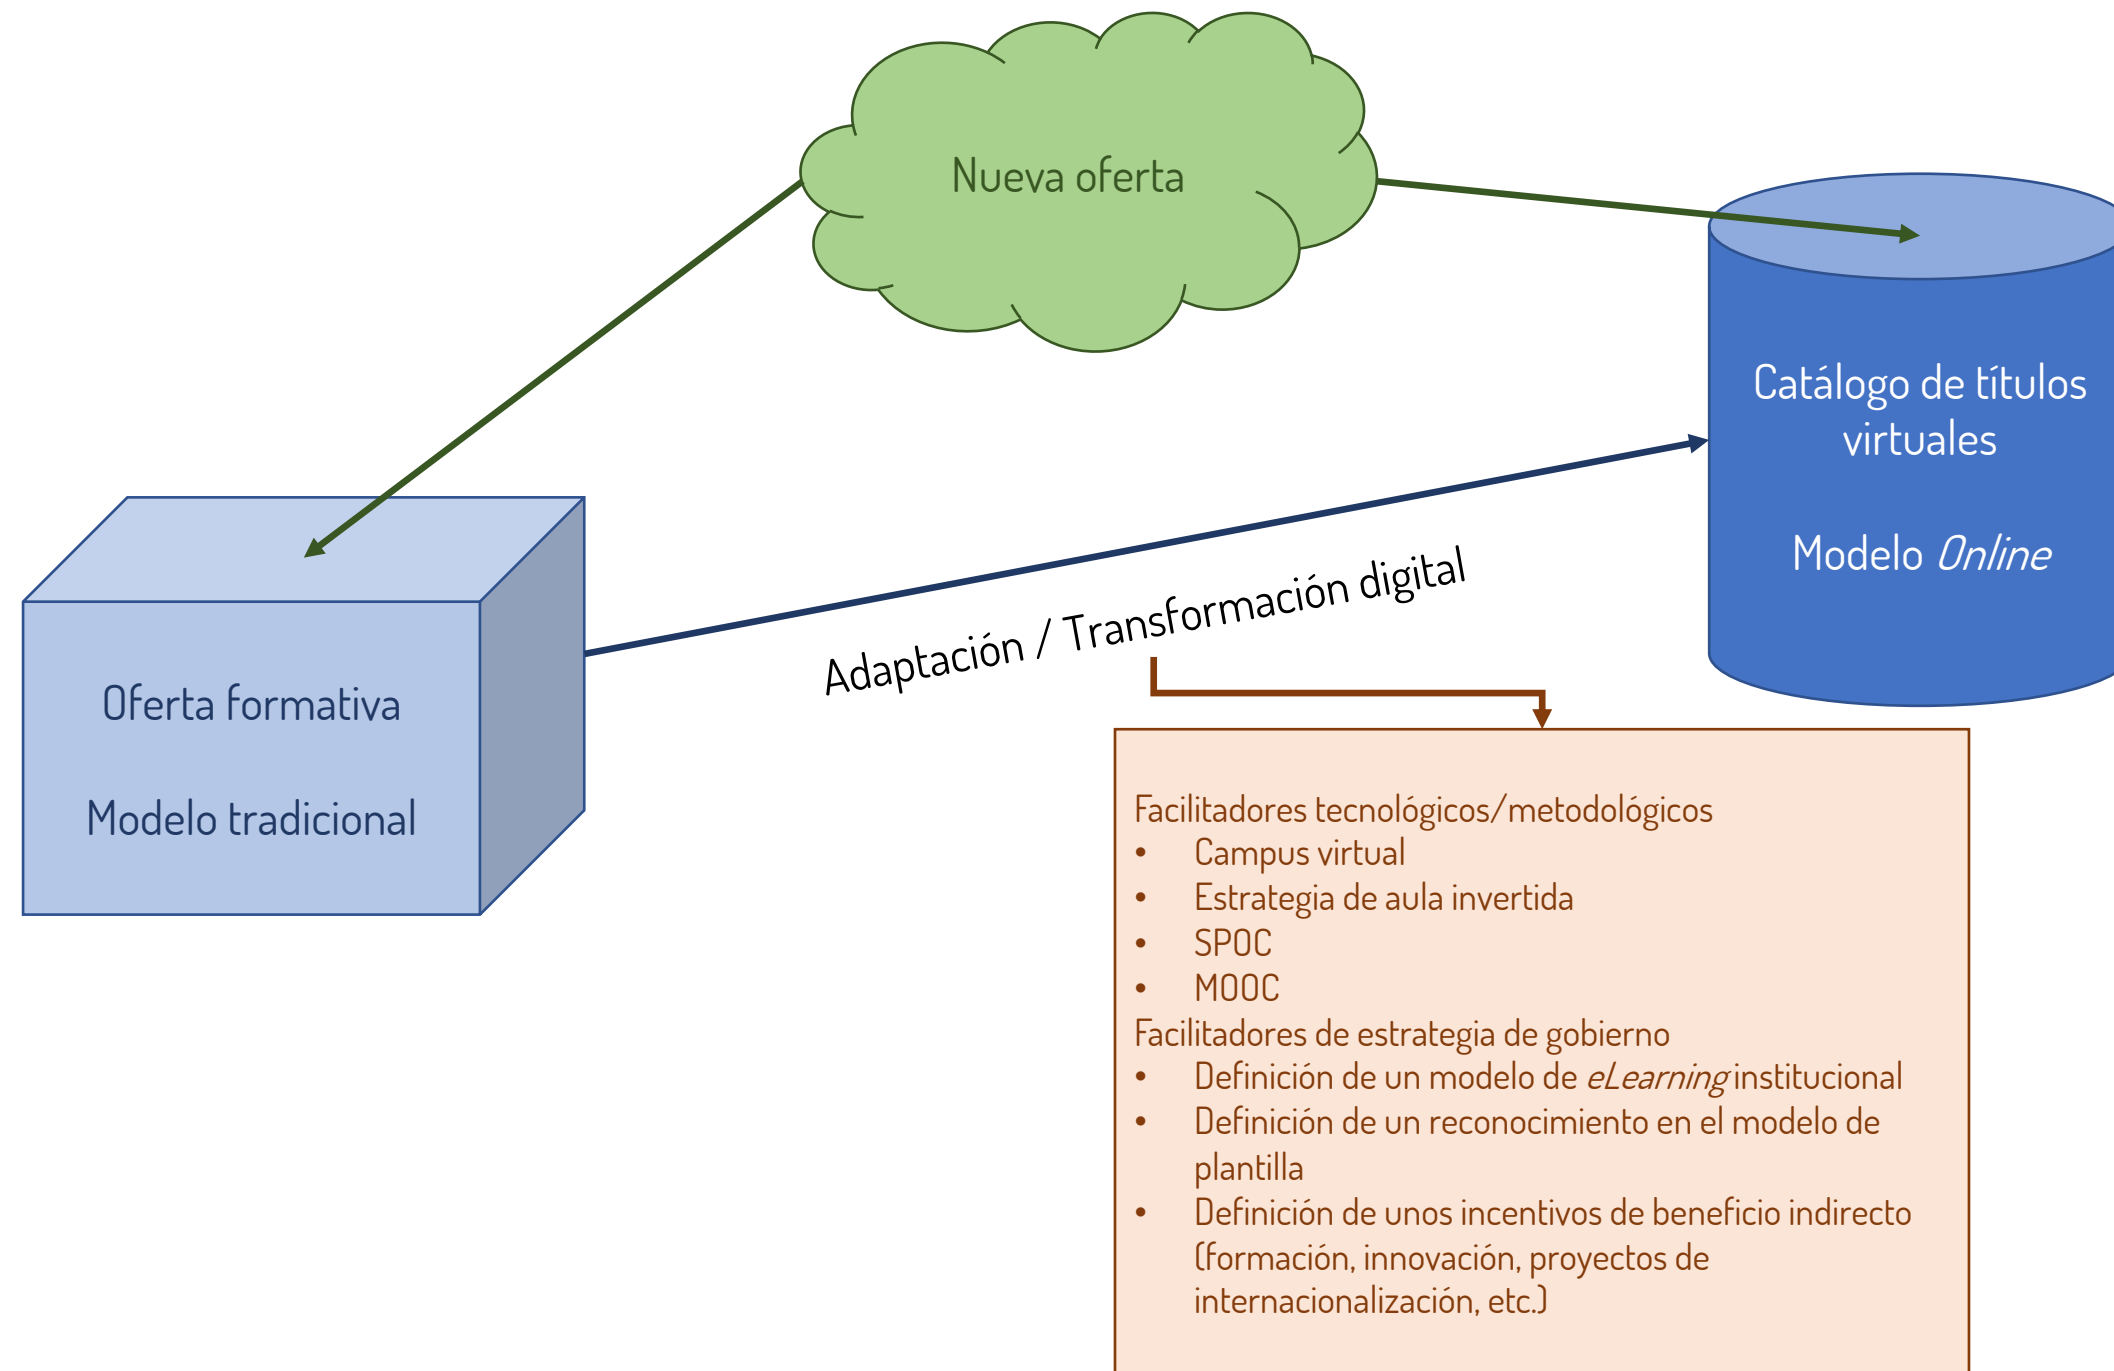 Nueva oferta
Catálogo de títulos
virtuales
Modelo Online
Adaptación / Transformación digital
Oferta formativa
Modelo tradicional
Facilitadores tecnológicos/metodológicos
• Campus virtual
• Estrategia de aula invertida
• SPOC
• MOOC
Facilitadores de estrategia de gobierno
• Definición de un modelo de eLearning institucional
• Definición de un reconocimiento en el modelo de
plantilla
• Definición de unos incentivos de beneficio indirecto
(formación, innovación, proyectos de
internacionalización, etc.)